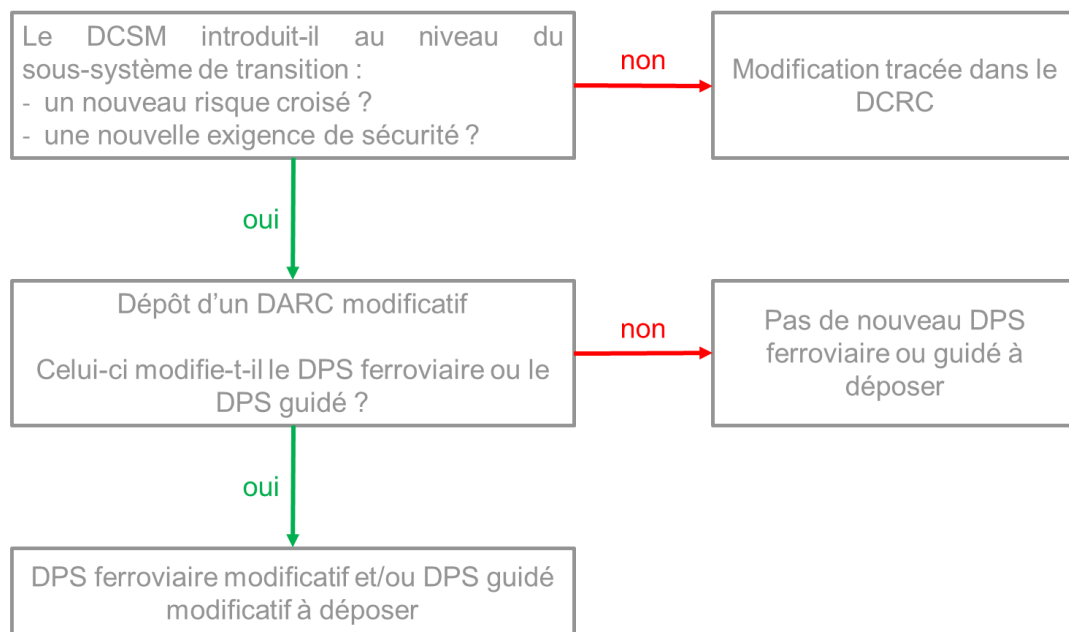 Le DCSM introduit-il au niveau du
sous-système de transition :
- un nouveau risque croisé ?
- une nouvelle exigence de sécurité ?
non
Modification tracée dans le
DCRC
oui
Dépôt d’un DARC modificatif
Celui-ci modifie-t-il le DPS ferroviaire ou le
DPS guidé ?
non
Pas de nouveau DPS
ferroviaire ou guidé à
déposer
oui
DPS ferroviaire modificatif et/ou DPS guidé
modificatif à déposer